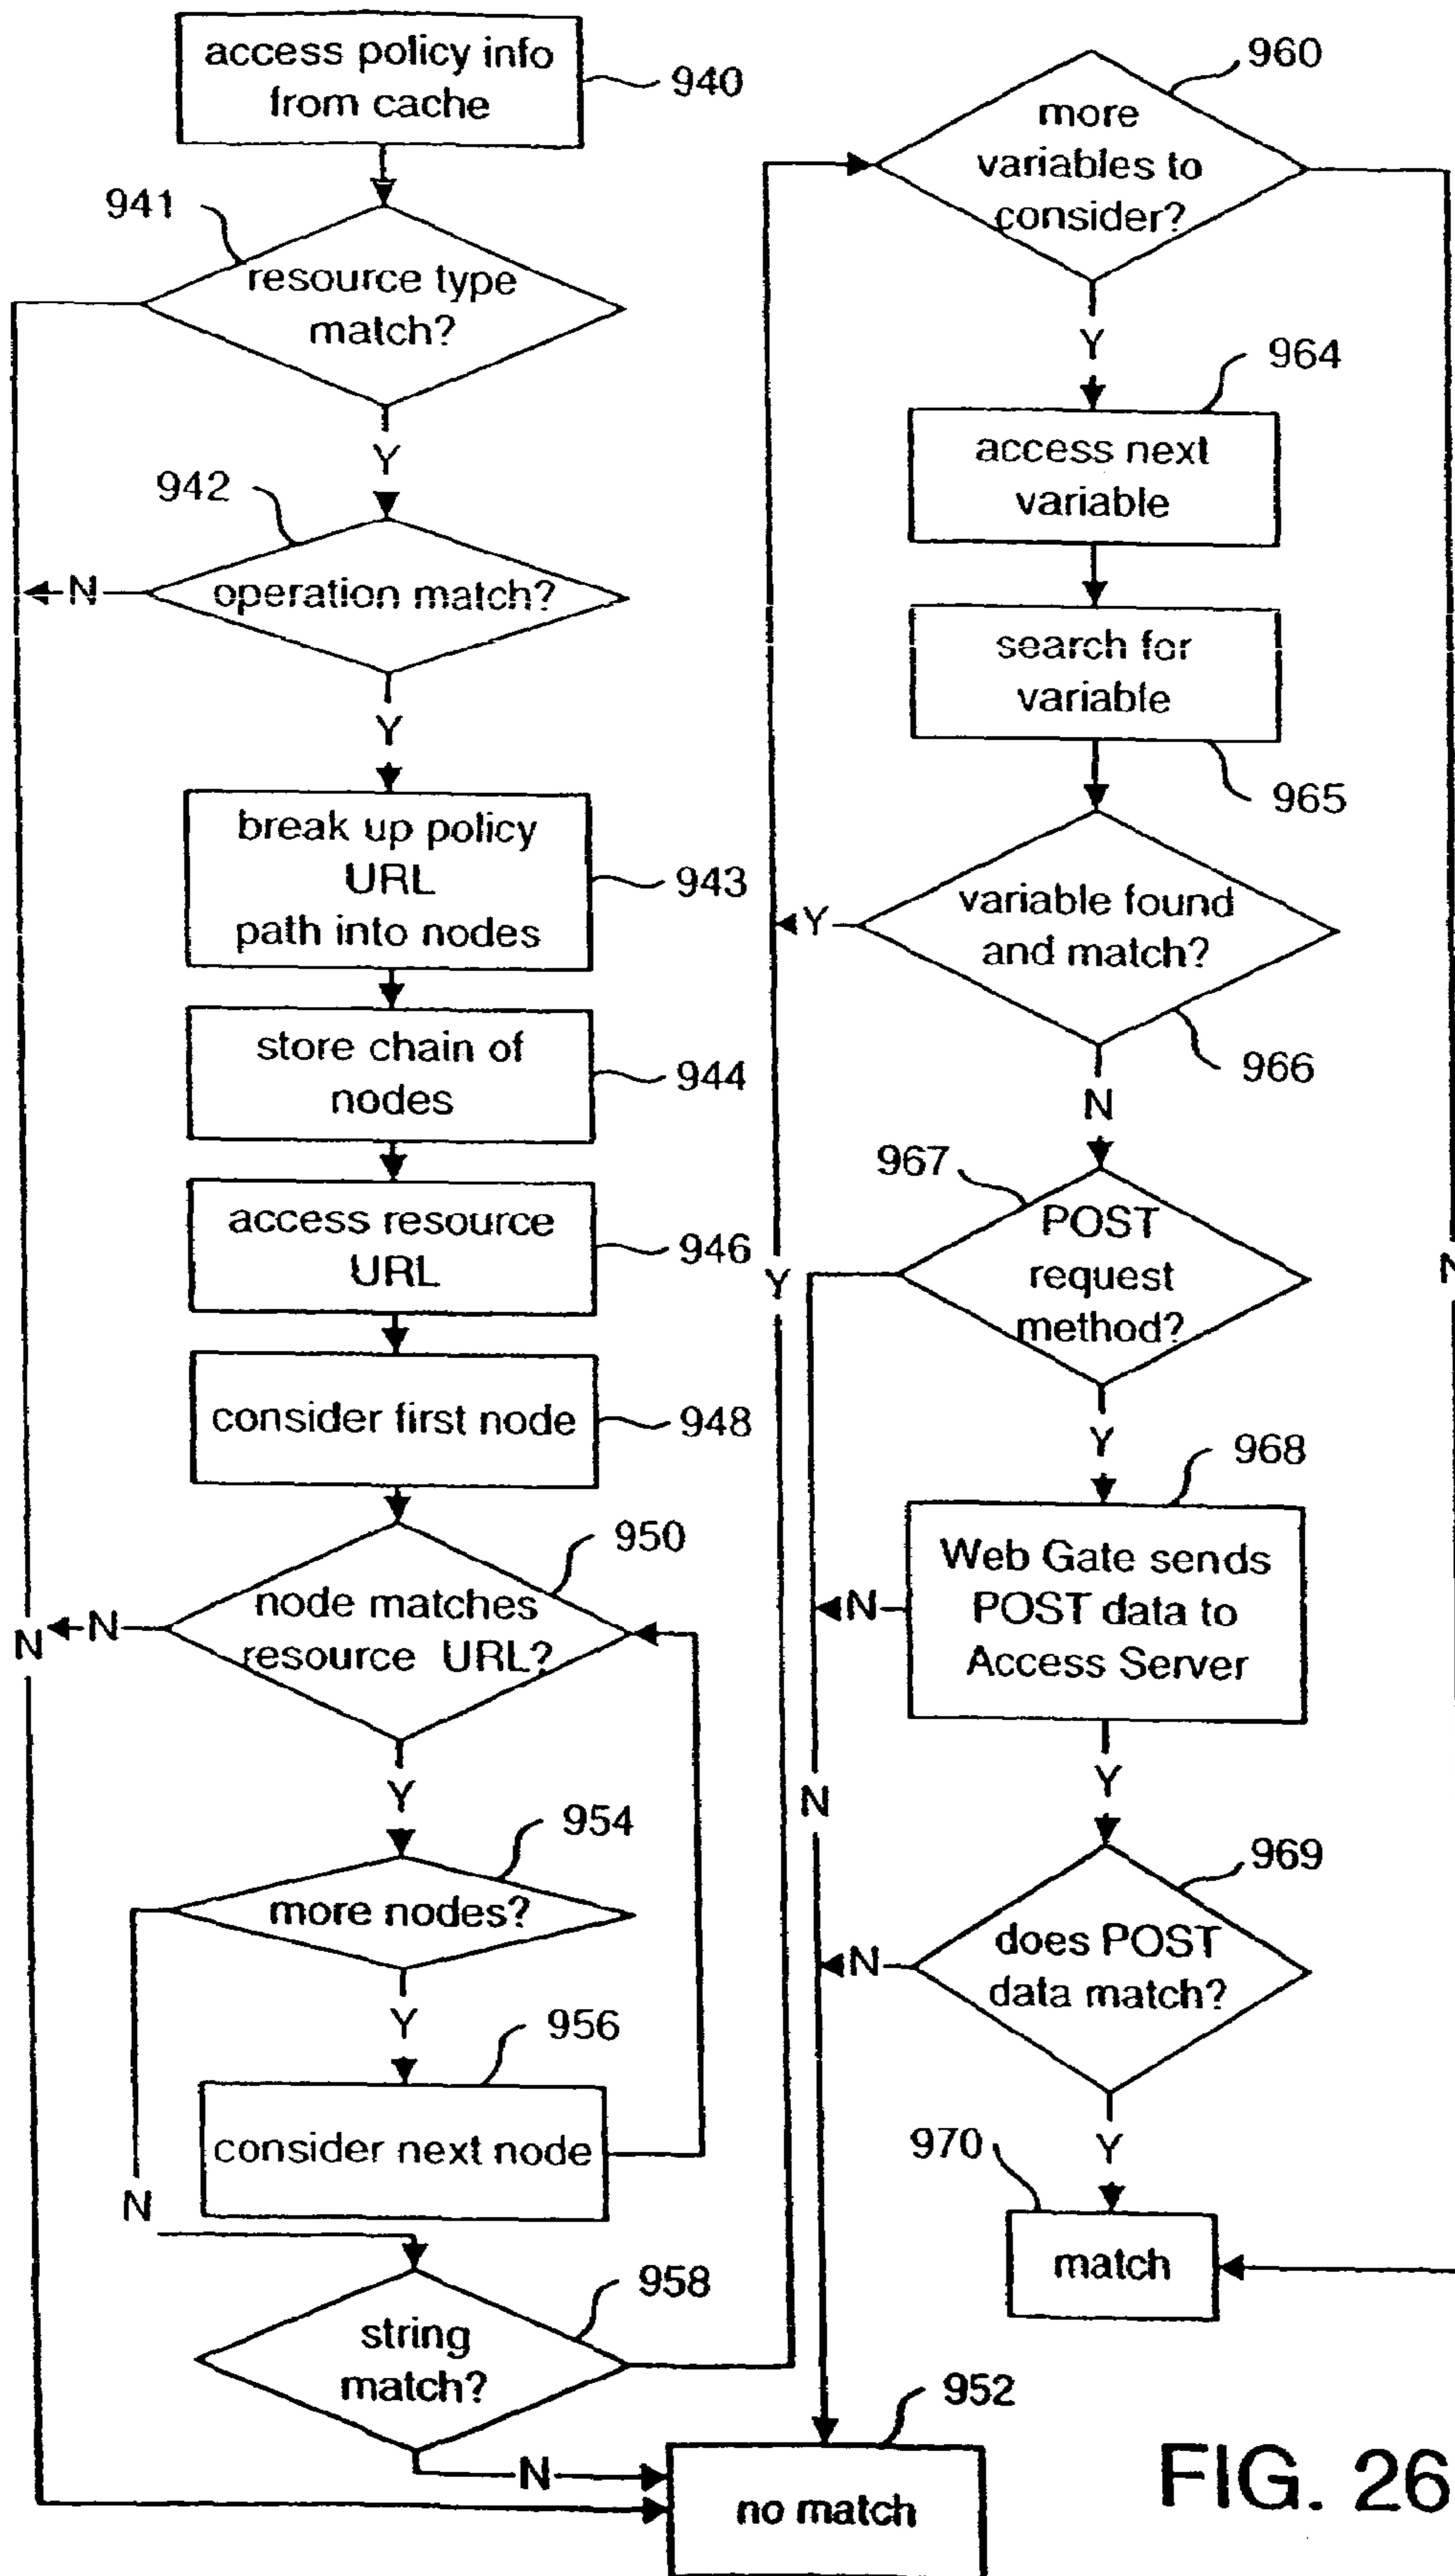 access policy info
from cache
940
941
resource type
match?
Y
942
operation match?
N
Y
break up policy
URL
path into nodes
943
store chain of
nodes
944
access resource
URL
946
consider first node
948
950
node matches
resource URL?
N
N
Y
954
more nodes?
Y
956
consider next node
N
958
string
match?
N
Y
960
more
variables to
consider?
Y
N
964
access next
variable
search for
variable
965
variable found
and match?
Y
966
N
967
POST
request
method?
Y
N
968
Web Gate sends
POST data to
Access Server
N
Y
969
does POST
data match?
N
Y
970
match
952
no match
FIG. 26